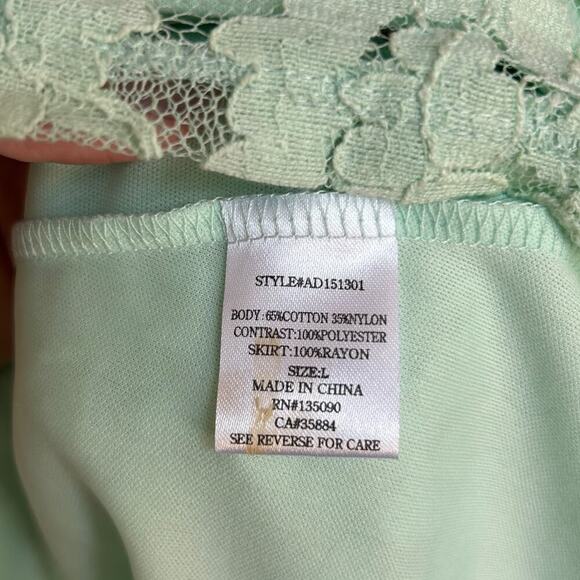 STYLE#AD151301
BODY:65%COTTON 35%NYLON
CONTRAST:100%POLYESTER
SKIRT:100%RAYON
SIZE:L
MADE IN CHINA
RN#135090
CA#35884
SEE REVERSE FOR CARE